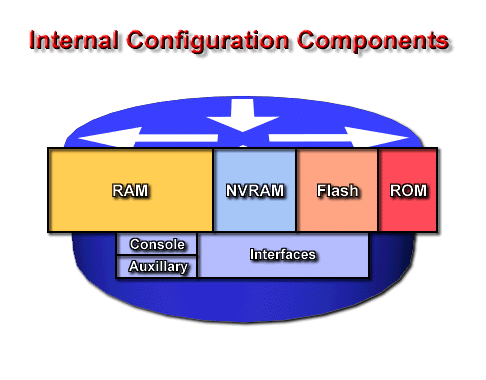 Internal Configuration Components
RAM
NVRAM
Flash
ROM
Console
Auxillary
Interfaces